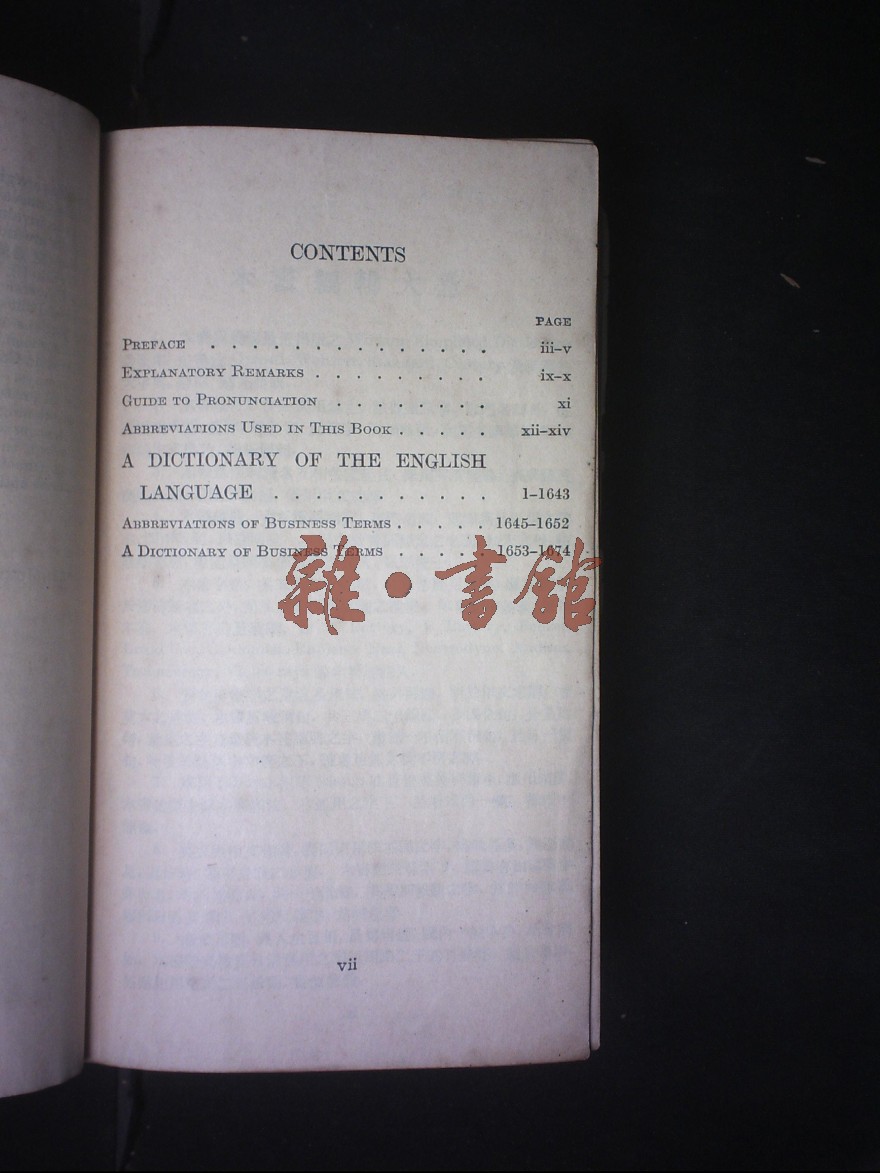 CONTENTS
PAGE
PREFACE . . . . . . . . . . . . . . iii–v
EXPLANATORY REMARKS . . . . . . . . . ix–x
GUIDE TO PRONUNCIATION . . . . . . . . xi
ABBREVIATIONS USED IN THIS BOOK . . . . . xii–xiv
A DICTIONARY OF THE ENGLISH
LANGUAGE . . . . . . . . . . . 1–1643
ABBREVIATIONS OF BUSINESS TERMS . . . . . 1645–1652
A DICTIONARY OF BUSINESS TERMS . . . . . 1653–1674
雜•書館
vii